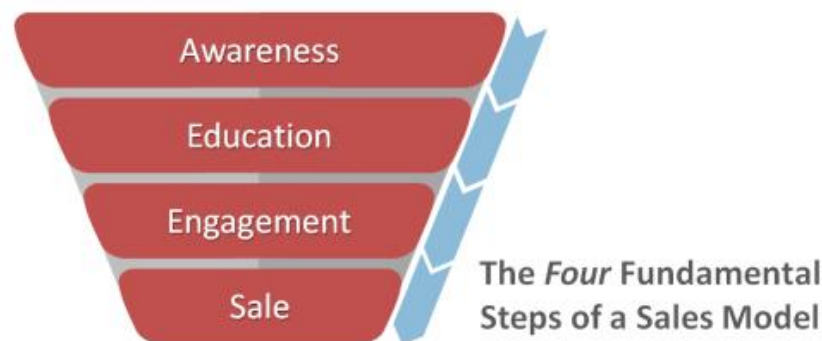 Awareness
Education
Engagement
Sale
The Four Fundamental
Steps of a Sales Model